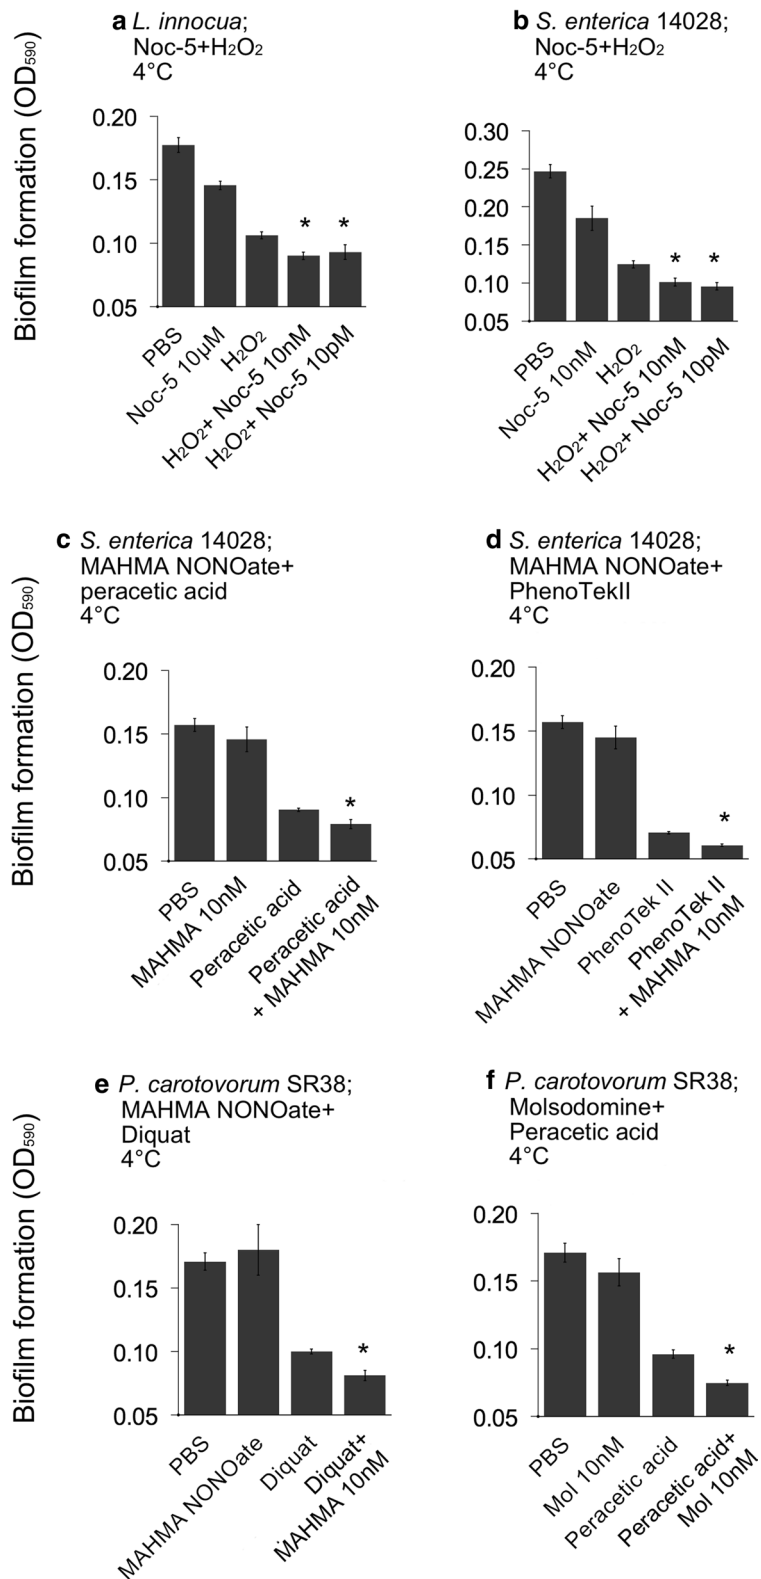 a L. innocua;
Noc-5+H₂O₂
4°C
b S. enterica 14028;
Noc-5+H₂O₂
4°C
Biofilm formation (OD₅₉₀)
0.20
0.15
0.10
0.05
* *
PBS
Noc-5 10µM
H₂O₂
H₂O₂+ Noc-5 10nM
H₂O₂+ Noc-5 10pM
0.30
0.25
0.20
0.15
0.10
0.05
* *
PBS
Noc-5 10nM
H₂O₂
H₂O₂+ Noc-5 10nM
H₂O₂+ Noc-5 10pM
c S. enterica 14028;
MAHMA NONOate+
peracetic acid
4°C
d S. enterica 14028;
MAHMA NONOate+
PhenoTekII
4°C
Biofilm formation (OD₅₉₀)
0.20
0.15
0.10
0.05
*
PBS
MAHMA 10nM
Peracetic acid
Peracetic acid
+ MAHMA 10nM
0.20
0.15
0.10
0.05
*
PBS
MAHMA NONOate
PhenoTek II
PhenoTek II
+ MAHMA 10nM
e P. carotovorum SR38;
MAHMA NONOate+
Diquat
4°C
f P. carotovorum SR38;
Molsodomine+
Peracetic acid
4°C
Biofilm formation (OD₅₉₀)
0.20
0.15
0.10
0.05
*
PBS
MAHMA NONOate
Diquat
Diquat+
MAHMA 10nM
0.20
0.15
0.10
0.05
*
PBS
Mol 10nM
Peracetic acid
Peracetic acid+
Mol 10nM